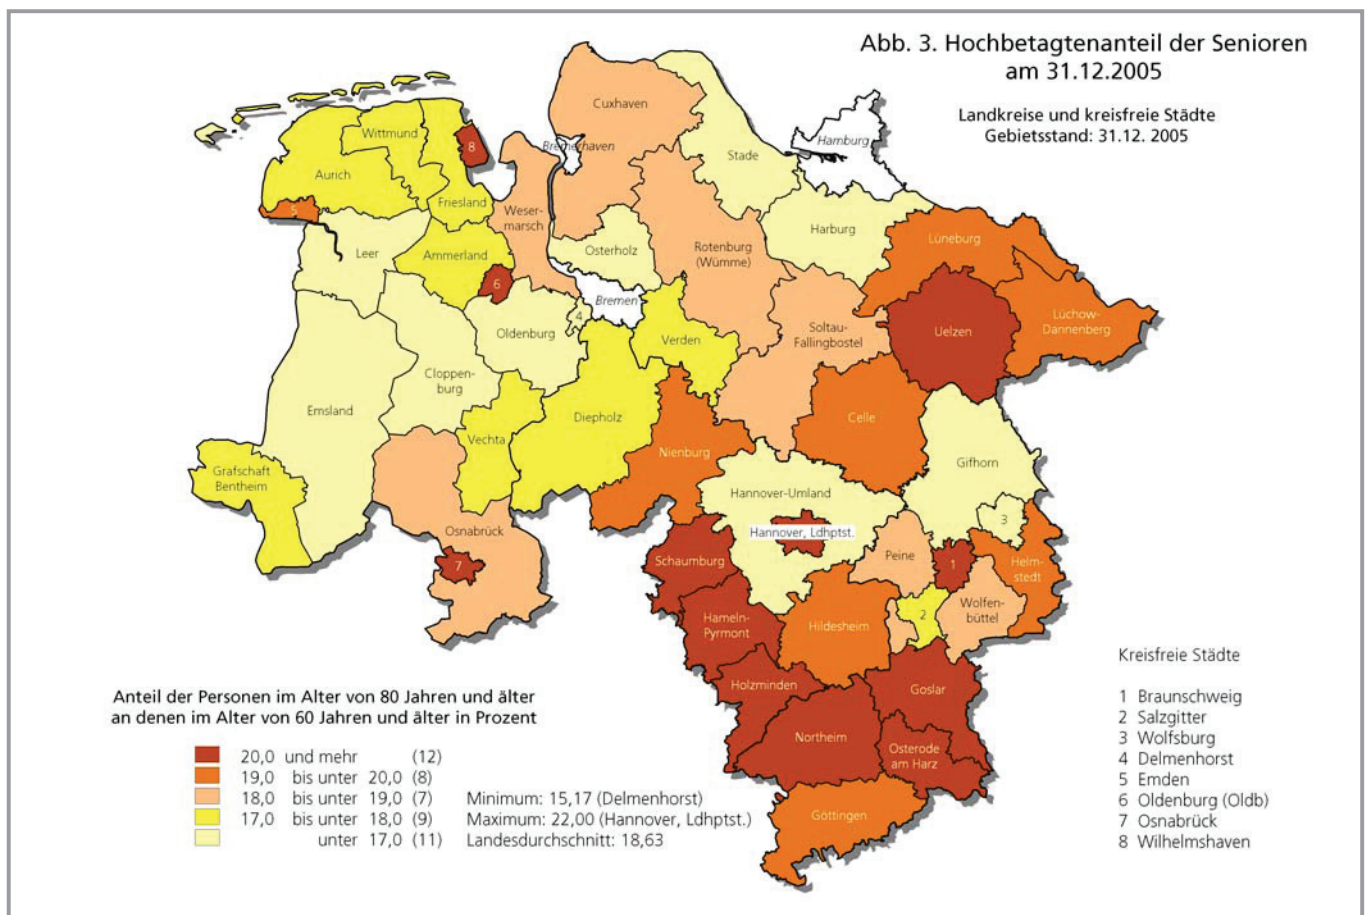 Abb. 3. Hochbetagtenanteil der Senioren
am 31.12.2005
Landkreise und kreisfreie Städte
Gebietsstand: 31.12. 2005
Cuxhaven
Hamburg
Wittmund
8
Bremerhaven
Stade
Aurich
Friesland
5
Weser-
marsch
Harburg
Lüneburg
Leer
Ammerland
Osterholz
Rotenburg
(Wümme)
6
Bremen
4
Oldenburg
Verden
Soltau-
Fallingbostel
Uelzen
Lüchow-
Dannenberg
Cloppen-
burg
Emsland
Diepholz
Celle
Vechta
Nienburg
Grafschaft
Bentheim
Gifhorn
Hannover-Umland
3
Osnabrück
Hannover, Ldhptst.
7
Schaumburg
Peine
1
Helm-
stedt
Hameln-
Pyrmont
Hildesheim
2
Wolfen-
büttel
Holzminden
Goslar
Northeim
Osterode
am Harz
Göttingen
Anteil der Personen im Alter von 80 Jahren und älter
an denen im Alter von 60 Jahren und älter in Prozent
20,0 und mehr (12)
19,0 bis unter 20,0 (8)
18,0 bis unter 19,0 (7)
17,0 bis unter 18,0 (9)
unter 17,0 (11)
Minimum: 15,17 (Delmenhorst)
Maximum: 22,00 (Hannover, Ldhptst.)
Landesdurchschnitt: 18,63
Kreisfreie Städte
1 Braunschweig
2 Salzgitter
3 Wolfsburg
4 Delmenhorst
5 Emden
6 Oldenburg (Oldb)
7 Osnabrück
8 Wilhelmshaven